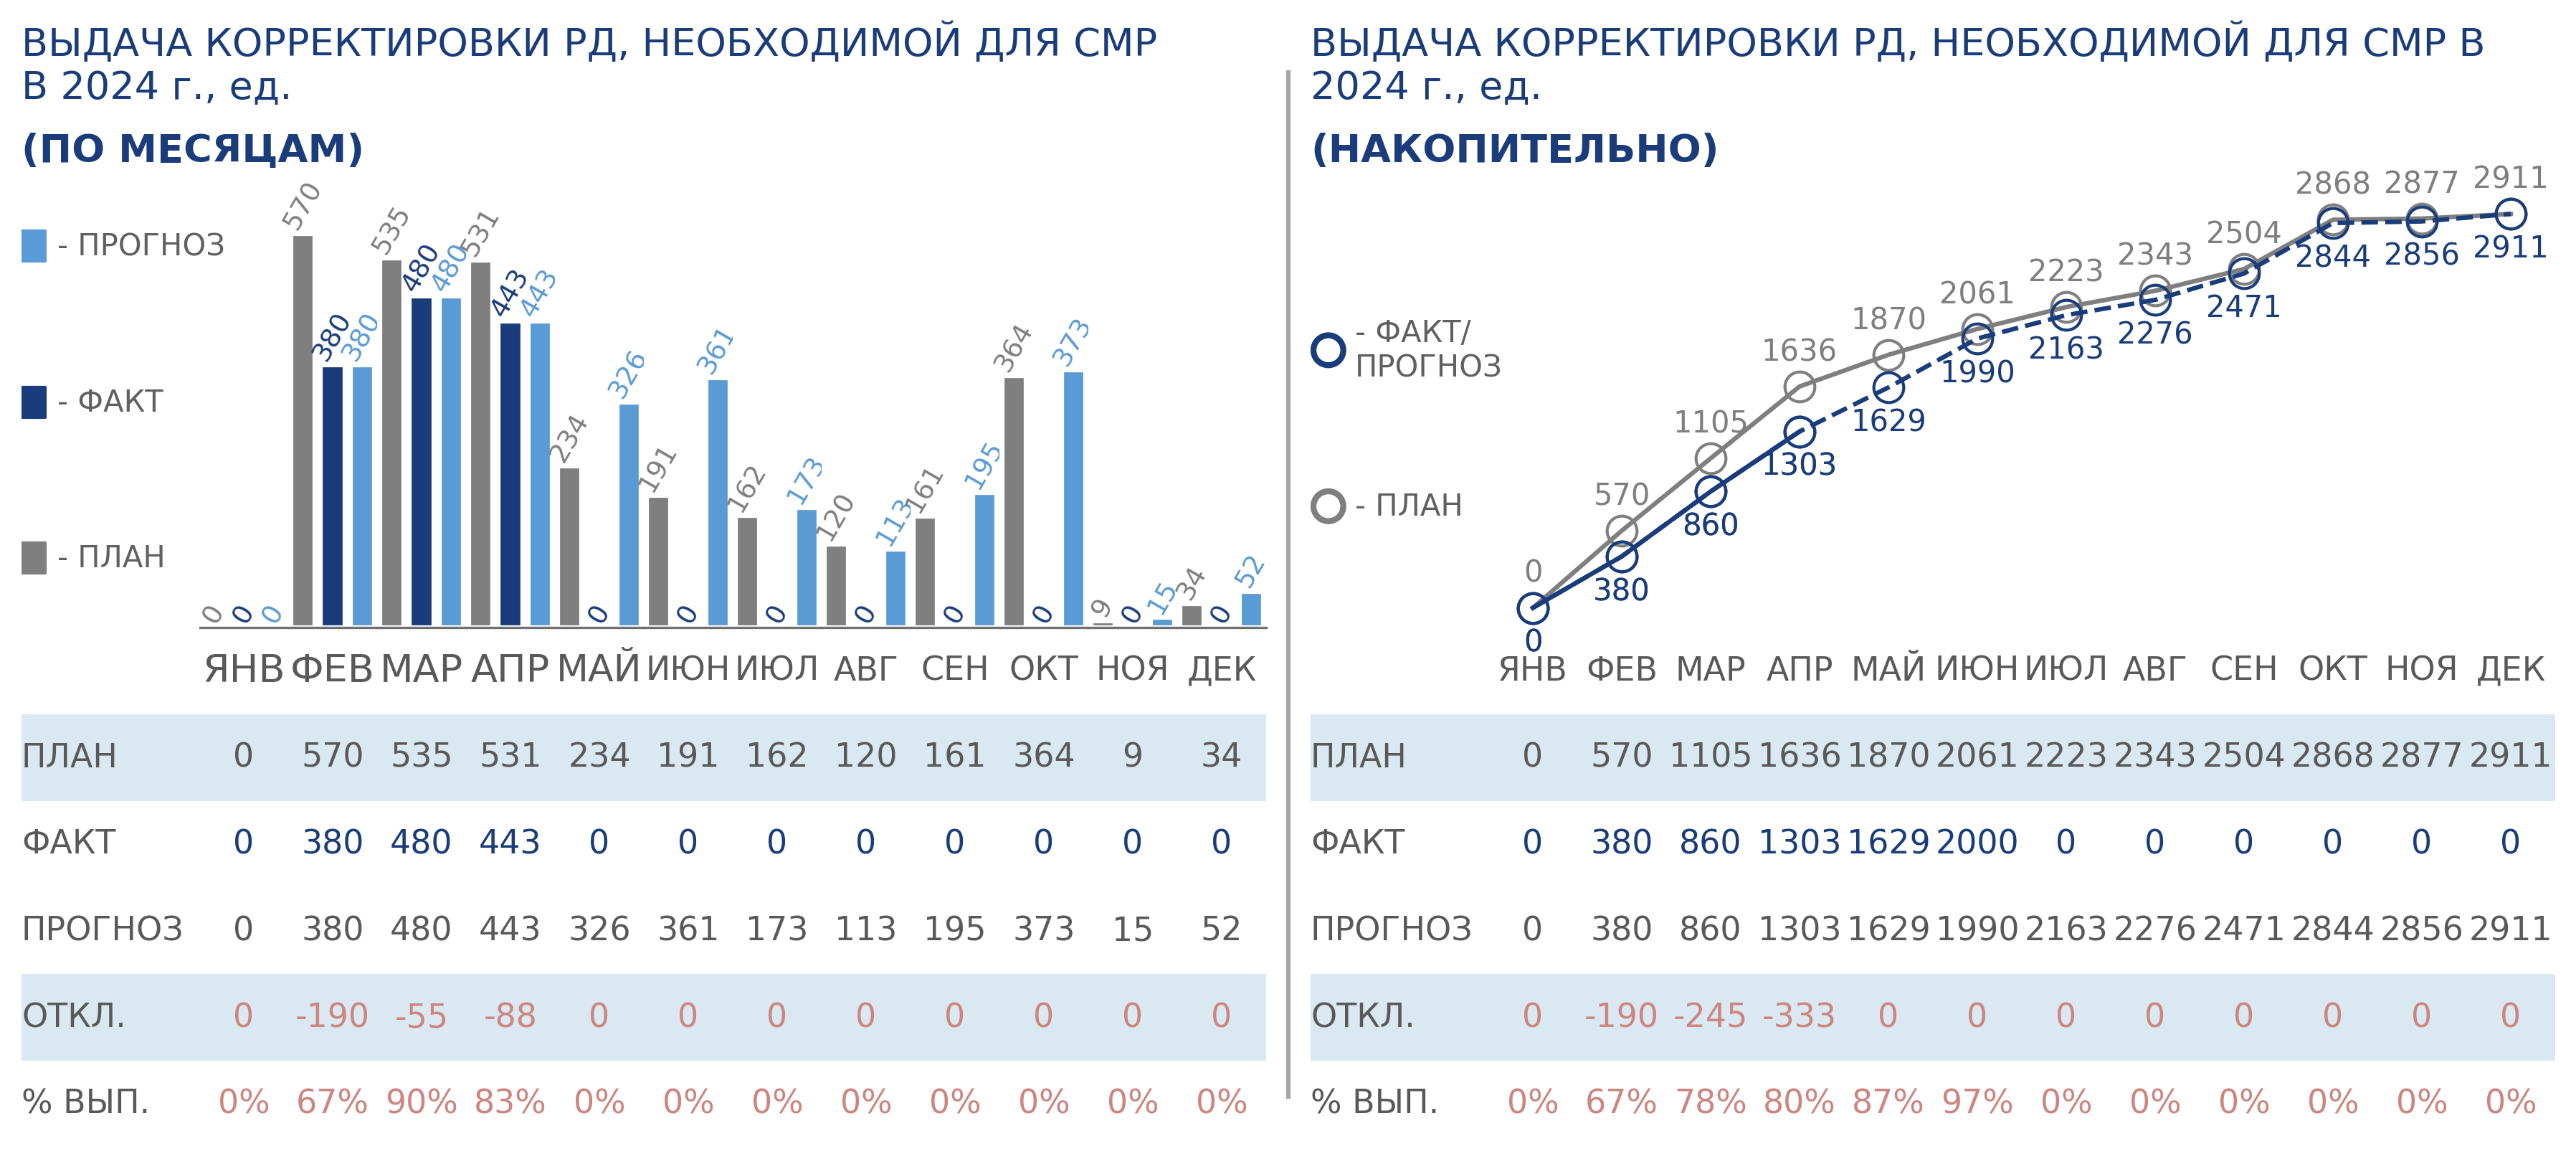 ВЫДАЧА КОРРЕКТИРОВКИ РД, НЕОБХОДИМОЙ ДЛЯ СМР
В 2024 г., ед.
(ПО МЕСЯЦАМ)
- ПРОГНОЗ
- ФАКТ
- ПЛАН
0 0 0 570 380 380 535 480 480 531 443 443 234 0 326 191 0 361 162 0 173 120 0 113 161 0 195 364 0 373 9 0 15 34 0 52
ЯНВ ФЕВ МАР АПР МАЙ ИЮН ИЮЛ АВГ СЕН ОКТ НОЯ ДЕК
ПЛАН 0 570 535 531 234 191 162 120 161 364 9 34
ФАКТ 0 380 480 443 0 0 0 0 0 0 0 0
ПРОГНОЗ 0 380 480 443 326 361 173 113 195 373 15 52
ОТКЛ. 0 -190 -55 -88 0 0 0 0 0 0 0 0
% ВЫП. 0% 67% 90% 83% 0% 0% 0% 0% 0% 0% 0% 0%
ВЫДАЧА КОРРЕКТИРОВКИ РД, НЕОБХОДИМОЙ ДЛЯ СМР В
2024 г., ед.
(НАКОПИТЕЛЬНО)
- ФАКТ/
ПРОГНОЗ
- ПЛАН
0 570 1105 1636 1870 2061 2223 2343 2504 2868 2877 2911
0 380 860 1303 1629 1990 2163 2276 2471 2844 2856 2911
ЯНВ ФЕВ МАР АПР МАЙ ИЮН ИЮЛ АВГ СЕН ОКТ НОЯ ДЕК
ПЛАН 0 570 1105 1636 1870 2061 2223 2343 2504 2868 2877 2911
ФАКТ 0 380 860 1303 1629 2000 0 0 0 0 0 0
ПРОГНОЗ 0 380 860 1303 1629 1990 2163 2276 2471 2844 2856 2911
ОТКЛ. 0 -190 -245 -333 0 0 0 0 0 0 0 0
% ВЫП. 0% 67% 78% 80% 87% 97% 0% 0% 0% 0% 0% 0%